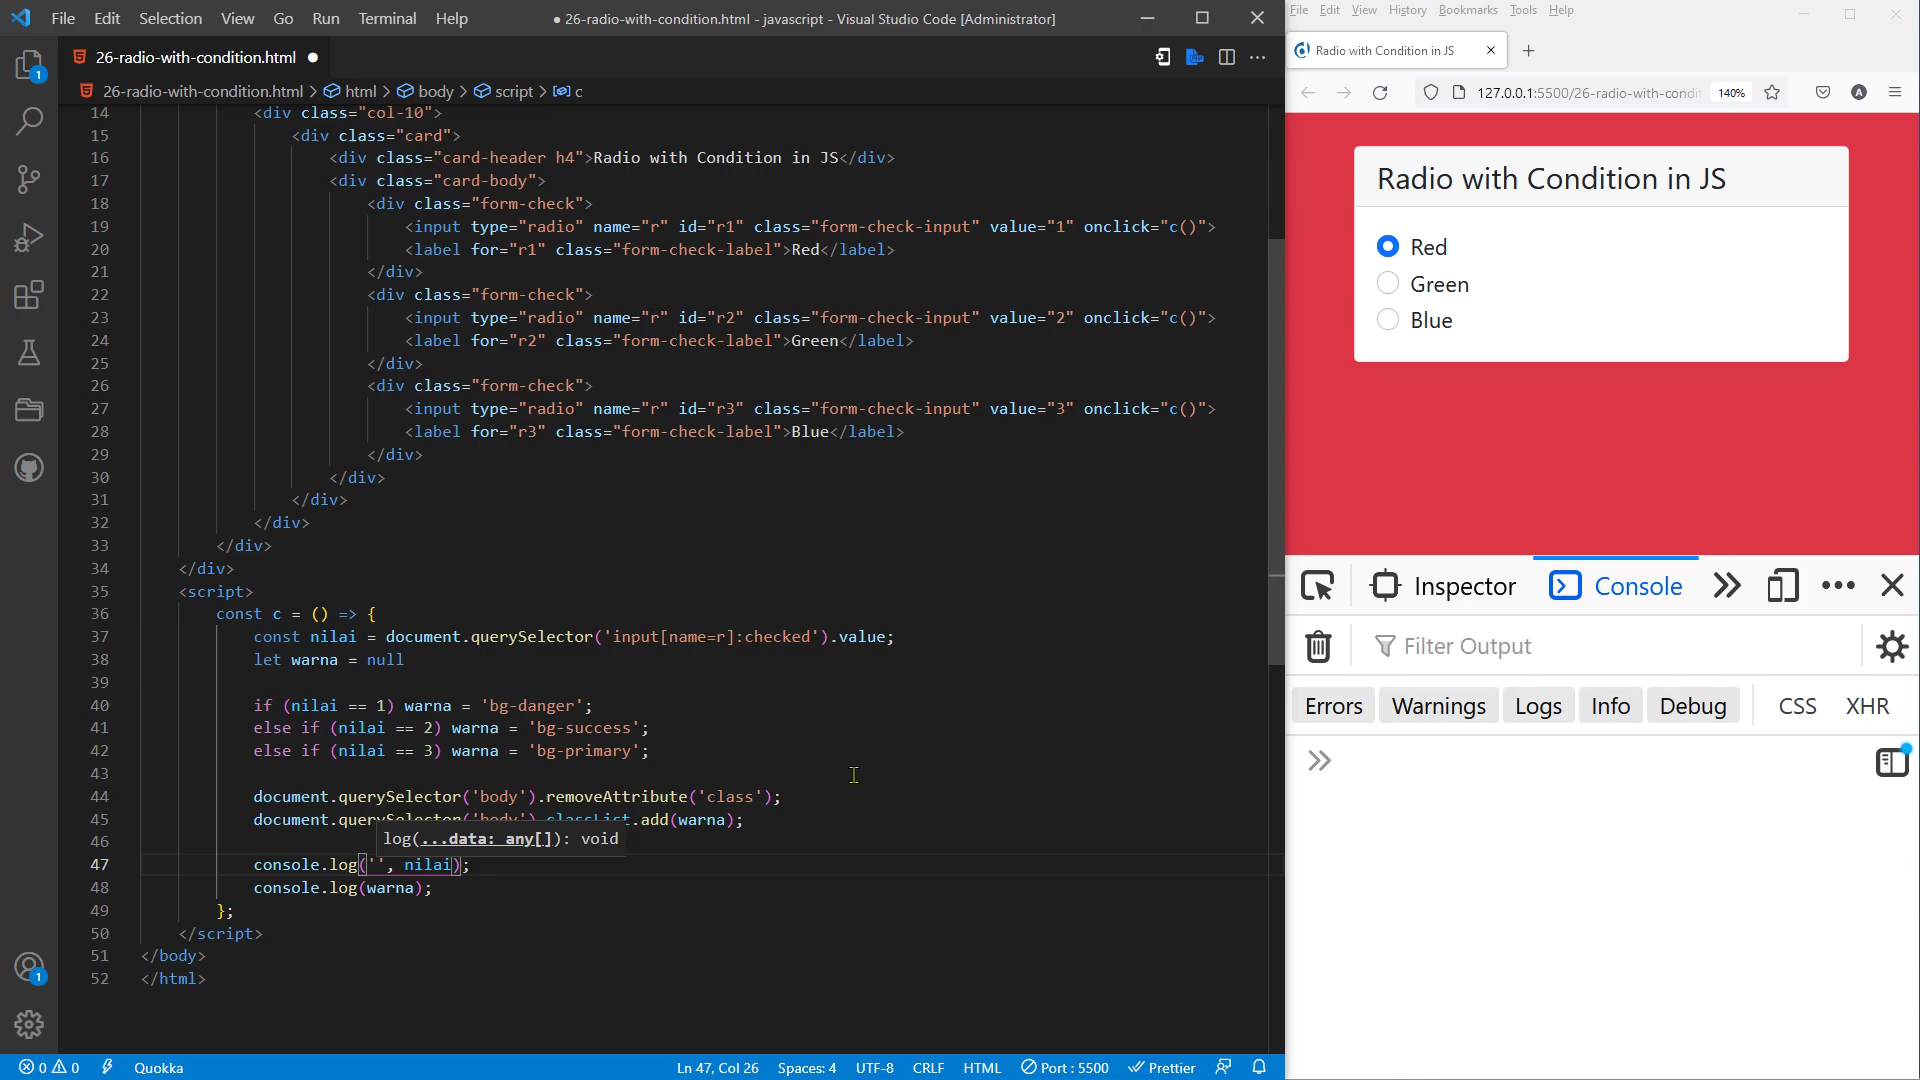 File Edit Selection View Go Run Terminal Help
● 26-radio-with-condition.html - javascript - Visual Studio Code [Administrator]
26-radio-with-condition.html ●
26-radio-with-condition.html > html > body > script > c
14 <div class="col-10">
15 <div class="card">
16 <div class="card-header h4">Radio with Condition in JS</div>
17 <div class="card-body">
18 <div class="form-check">
19 <input type="radio" name="r" id="r1" class="form-check-input" value="1" onclick="c()">
20 <label for="r1" class="form-check-label">Red</label>
21 </div>
22 <div class="form-check">
23 <input type="radio" name="r" id="r2" class="form-check-input" value="2" onclick="c()">
24 <label for="r2" class="form-check-label">Green</label>
25 </div>
26 <div class="form-check">
27 <input type="radio" name="r" id="r3" class="form-check-input" value="3" onclick="c()">
28 <label for="r3" class="form-check-label">Blue</label>
29 </div>
30 </div>
31 </div>
32 </div>
33 </div>
34 </div>
35 <script>
36 const c = () => {
37 const nilai = document.querySelector('input[name=r]:checked').value;
38 let warna = null
39
40 if (nilai == 1) warna = 'bg-danger';
41 else if (nilai == 2) warna = 'bg-success';
42 else if (nilai == 3) warna = 'bg-primary';
43
44 document.querySelector('body').removeAttribute('class');
45 document.querySelector('body').classList.add(warna);
log(...data: any[]): void
46
47 console.log('', nilai);
48 console.log(warna);
49 };
50 </script>
51 </body>
52 </html>
1
1
0 0 Quokka
Ln 47, Col 26 Spaces: 4 UTF-8 CRLF HTML Port : 5500 Prettier
File Edit View History Bookmarks Tools Help
Radio with Condition in JS
127.0.0.1:5500/26-radio-with-condit 140%
Radio with Condition in JS
Red
Green
Blue
Inspector Console
Filter Output
Errors Warnings Logs Info Debug CSS XHR